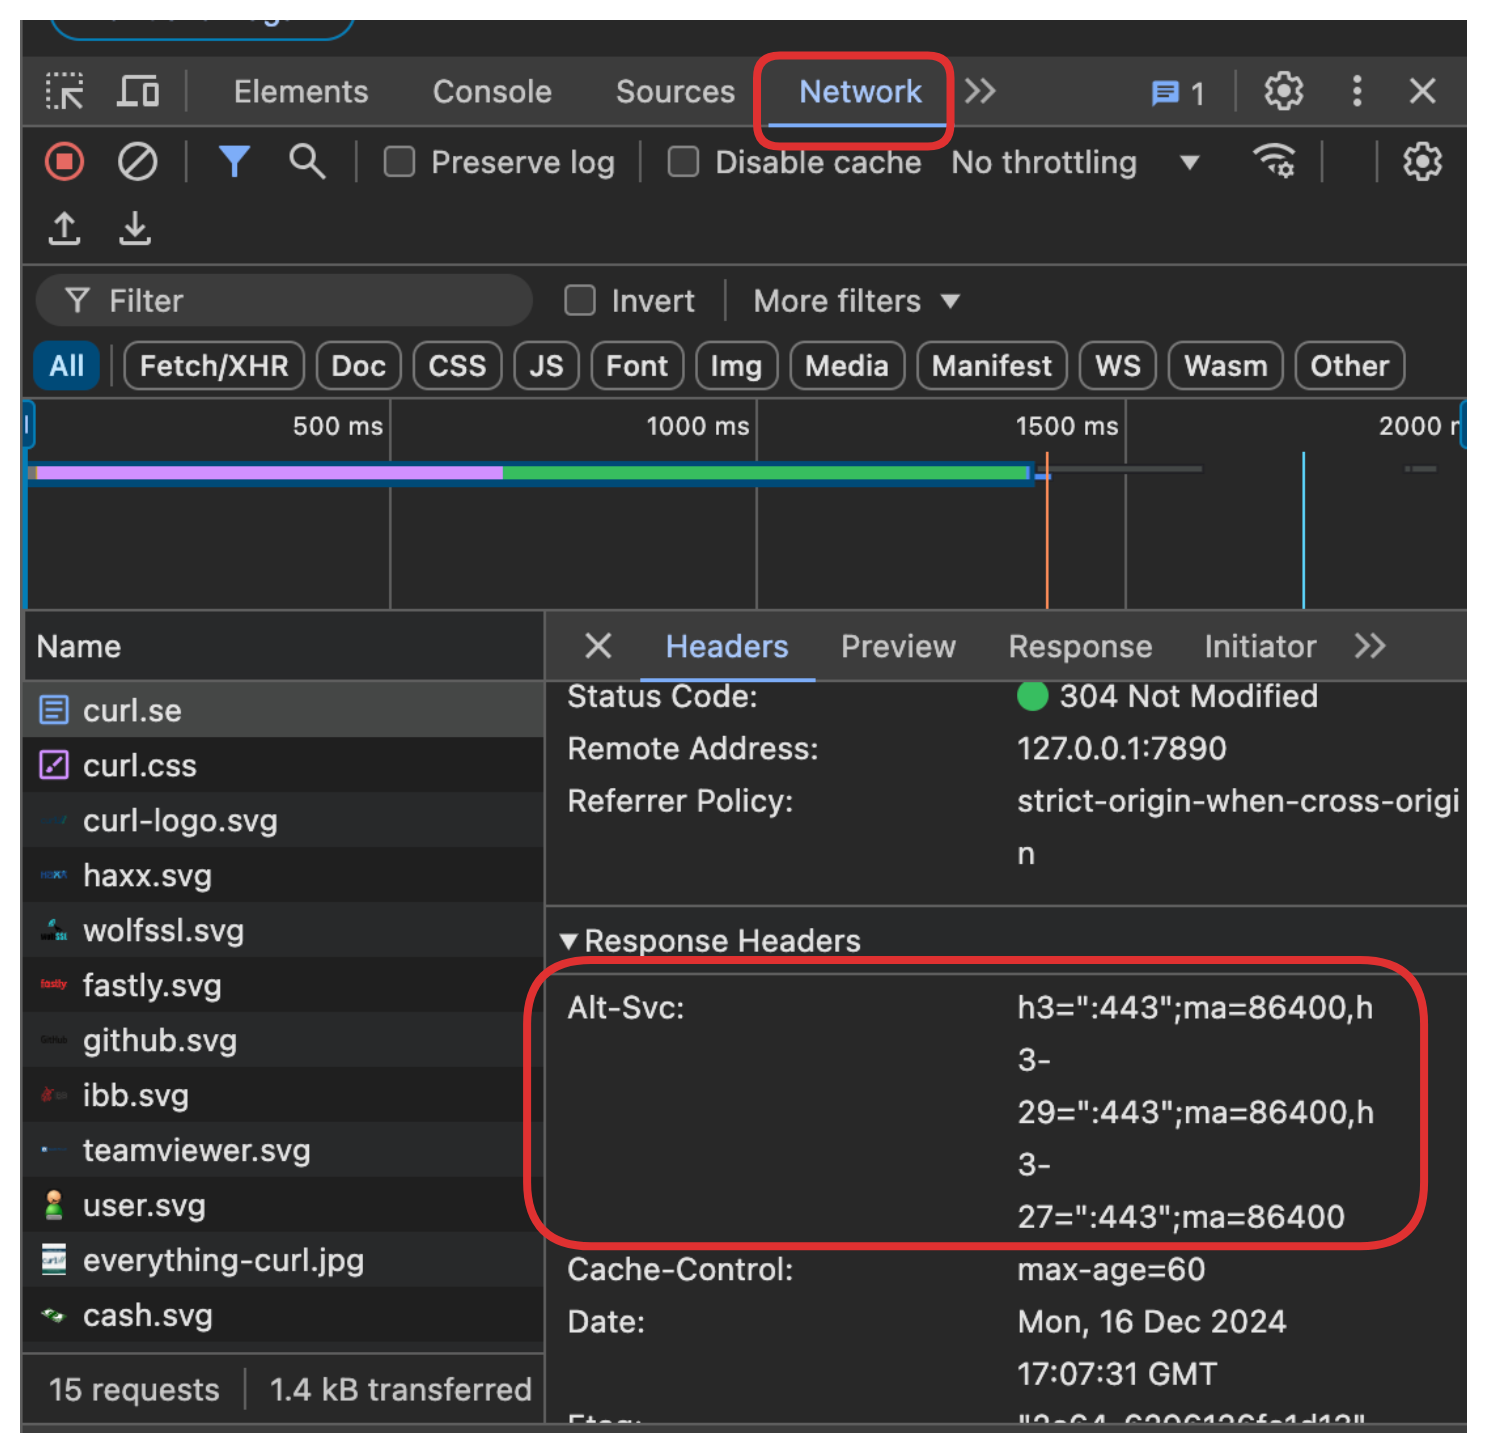 Elements Console Sources Network 1
Preserve log Disable cache No throttling
Filter Invert More filters
All Fetch/XHR Doc CSS JS Font Img Media Manifest WS Wasm Other
500 ms 1000 ms 1500 ms 2000
Name
curl.se
curl.css
curl-logo.svg
haxx.svg
wolfssl.svg
fastly.svg
github.svg
ibb.svg
teamviewer.svg
user.svg
everything-curl.jpg
cash.svg
15 requests 1.4 kB transferred
Headers Preview Response Initiator
Status Code: 304 Not Modified
Remote Address: 127.0.0.1:7890
Referrer Policy: strict-origin-when-cross-origi
n
Response Headers
Alt-Svc: h3=":443";ma=86400,h
3-
29=":443";ma=86400,h
3-
27=":443";ma=86400
Cache-Control: max-age=60
Date: Mon, 16 Dec 2024
17:07:31 GMT